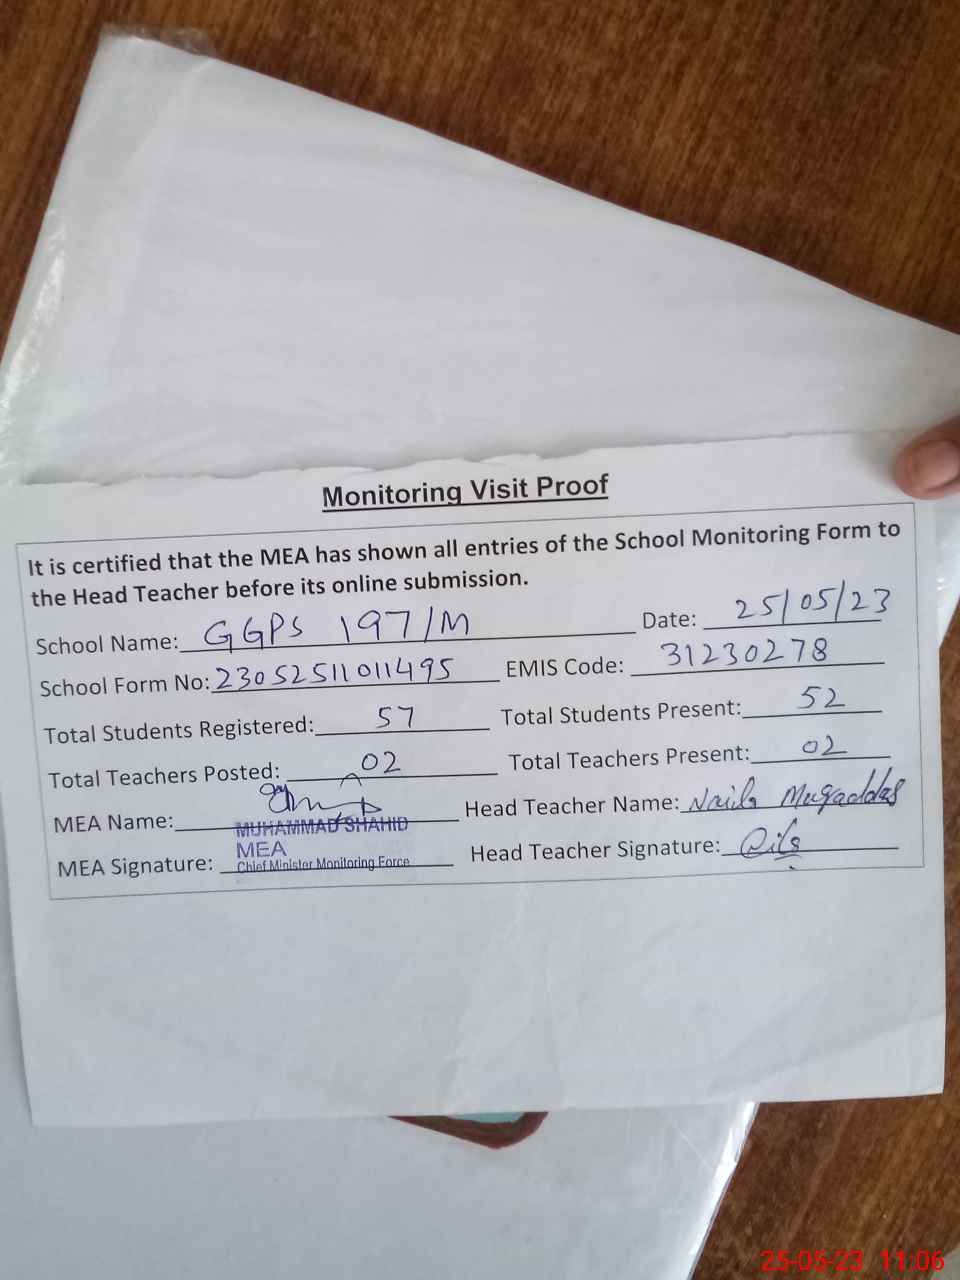 Monitoring Visit Proof
It is certified that the MEA has shown all entries of the School Monitoring Form to
the Head Teacher before its online submission.
School Name: GGPS 197/M Date: 25/05/23
School Form No: 23052511011495 EMIS Code: 31230278
Total Students Registered: 57 Total Students Present: 52
Total Teachers Posted: 02 Total Teachers Present: 02
MEA Name: MUHAMMAD SHAHID Head Teacher Name: Naila Muqaddas
MEA
MEA Signature: Chief Minister Monitoring Force Head Teacher Signature:
25-05-23 11:06